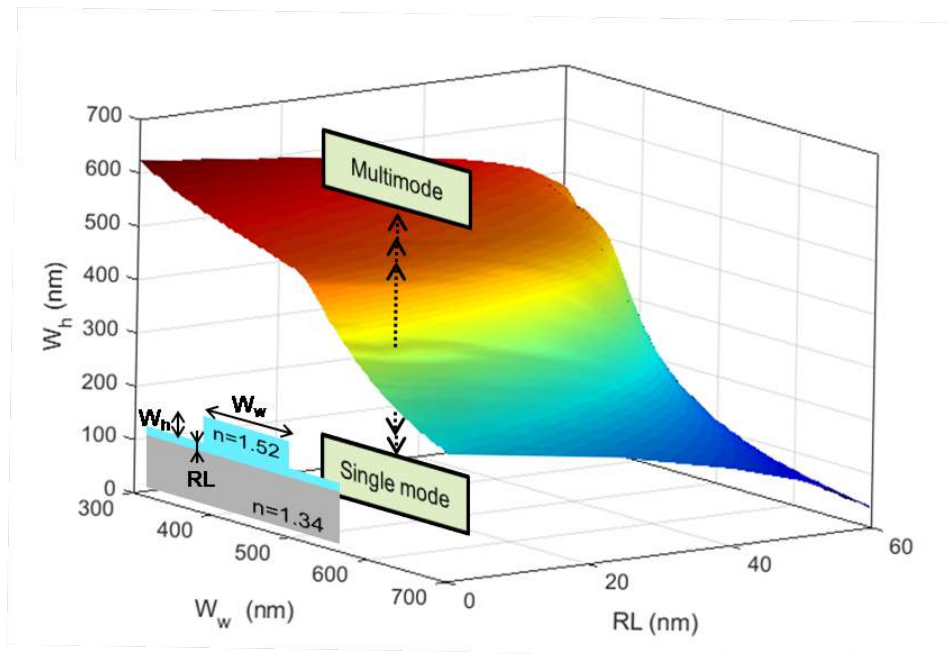 700
600
500
400
300
200
100
0
W_h (nm)
Multimode
Single mode
W_w
W_h
n=1.52
RL
n=1.34
300
400
500
600
700
W_w (nm)
0
20
40
60
RL (nm)